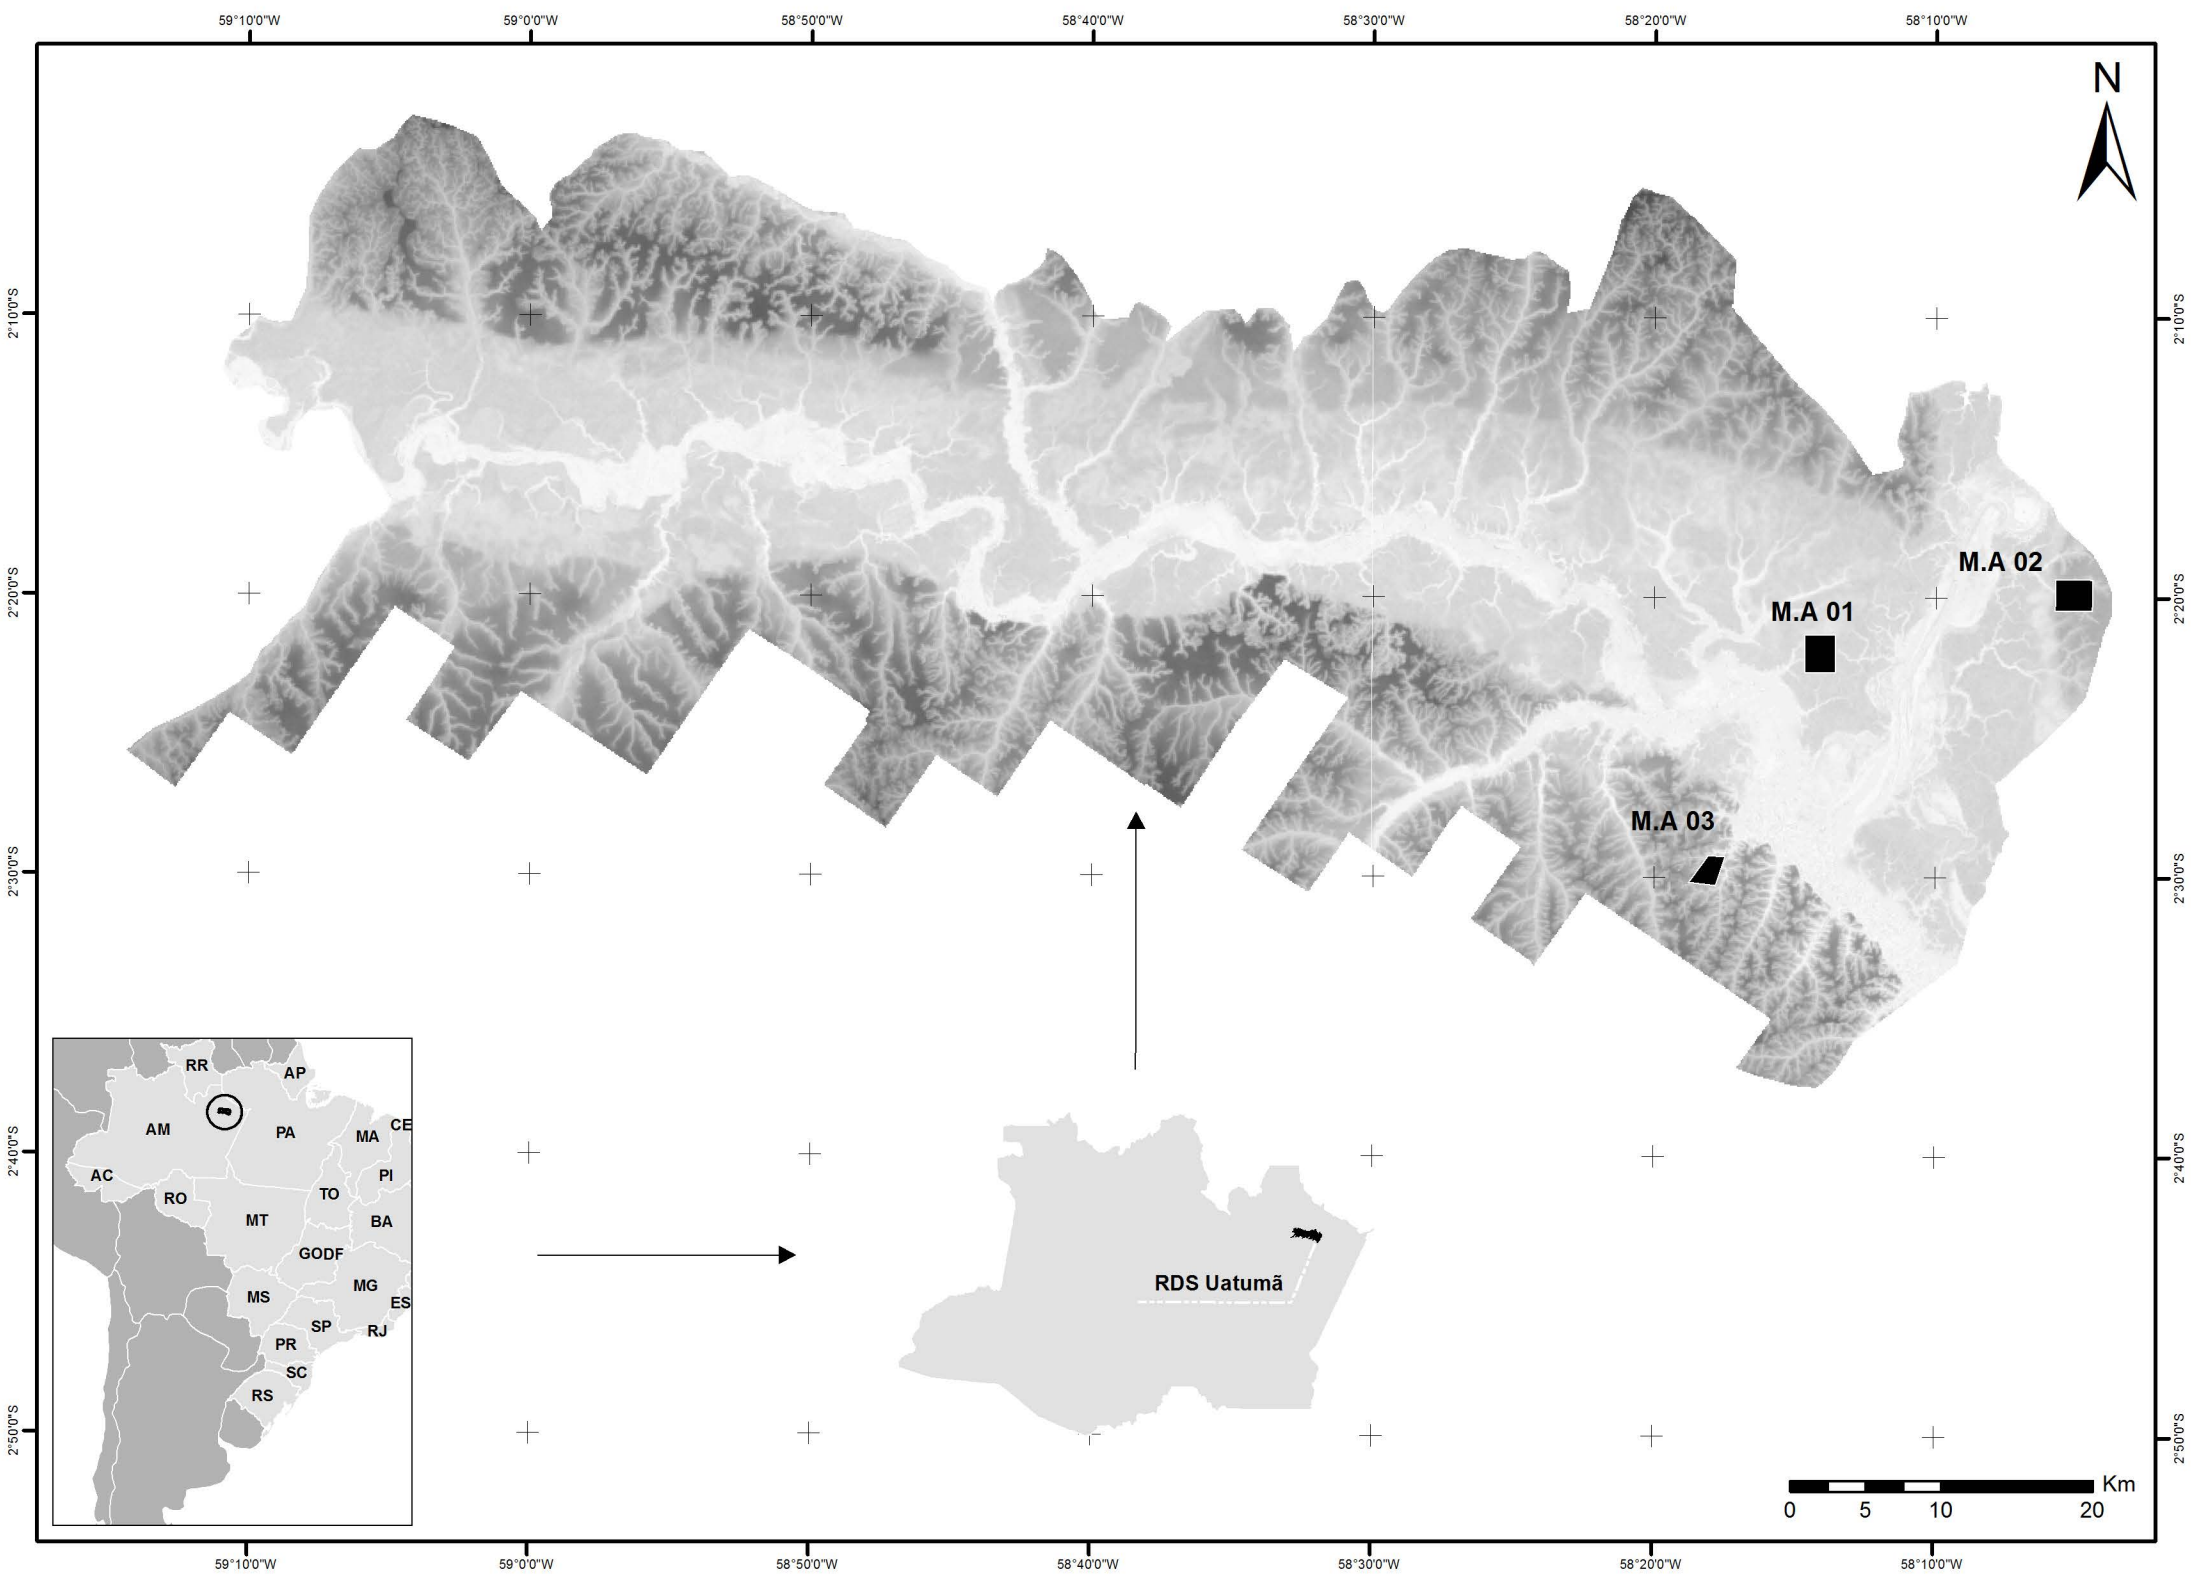 59°10'0"W 59°0'0"W 58°50'0"W 58°40'0"W 58°30'0"W 58°20'0"W 58°10'0"W
N
2°10'0"S 2°10'0"S
M.A 02
2°20'0"S 2°20'0"S
M.A 01
M.A 03
2°30'0"S 2°30'0"S
RR
AP
CE
AM PA MA
2°40'0"S 2°40'0"S
AC PI
RO TO
MT BA
GODF
RDS Uatumã
MG
MS ES
SP RJ
PR
SC
RS
2°50'0"S 2°50'0"S
Km
0 5 10 20
59°10'0"W 59°0'0"W 58°50'0"W 58°40'0"W 58°30'0"W 58°20'0"W 58°10'0"W